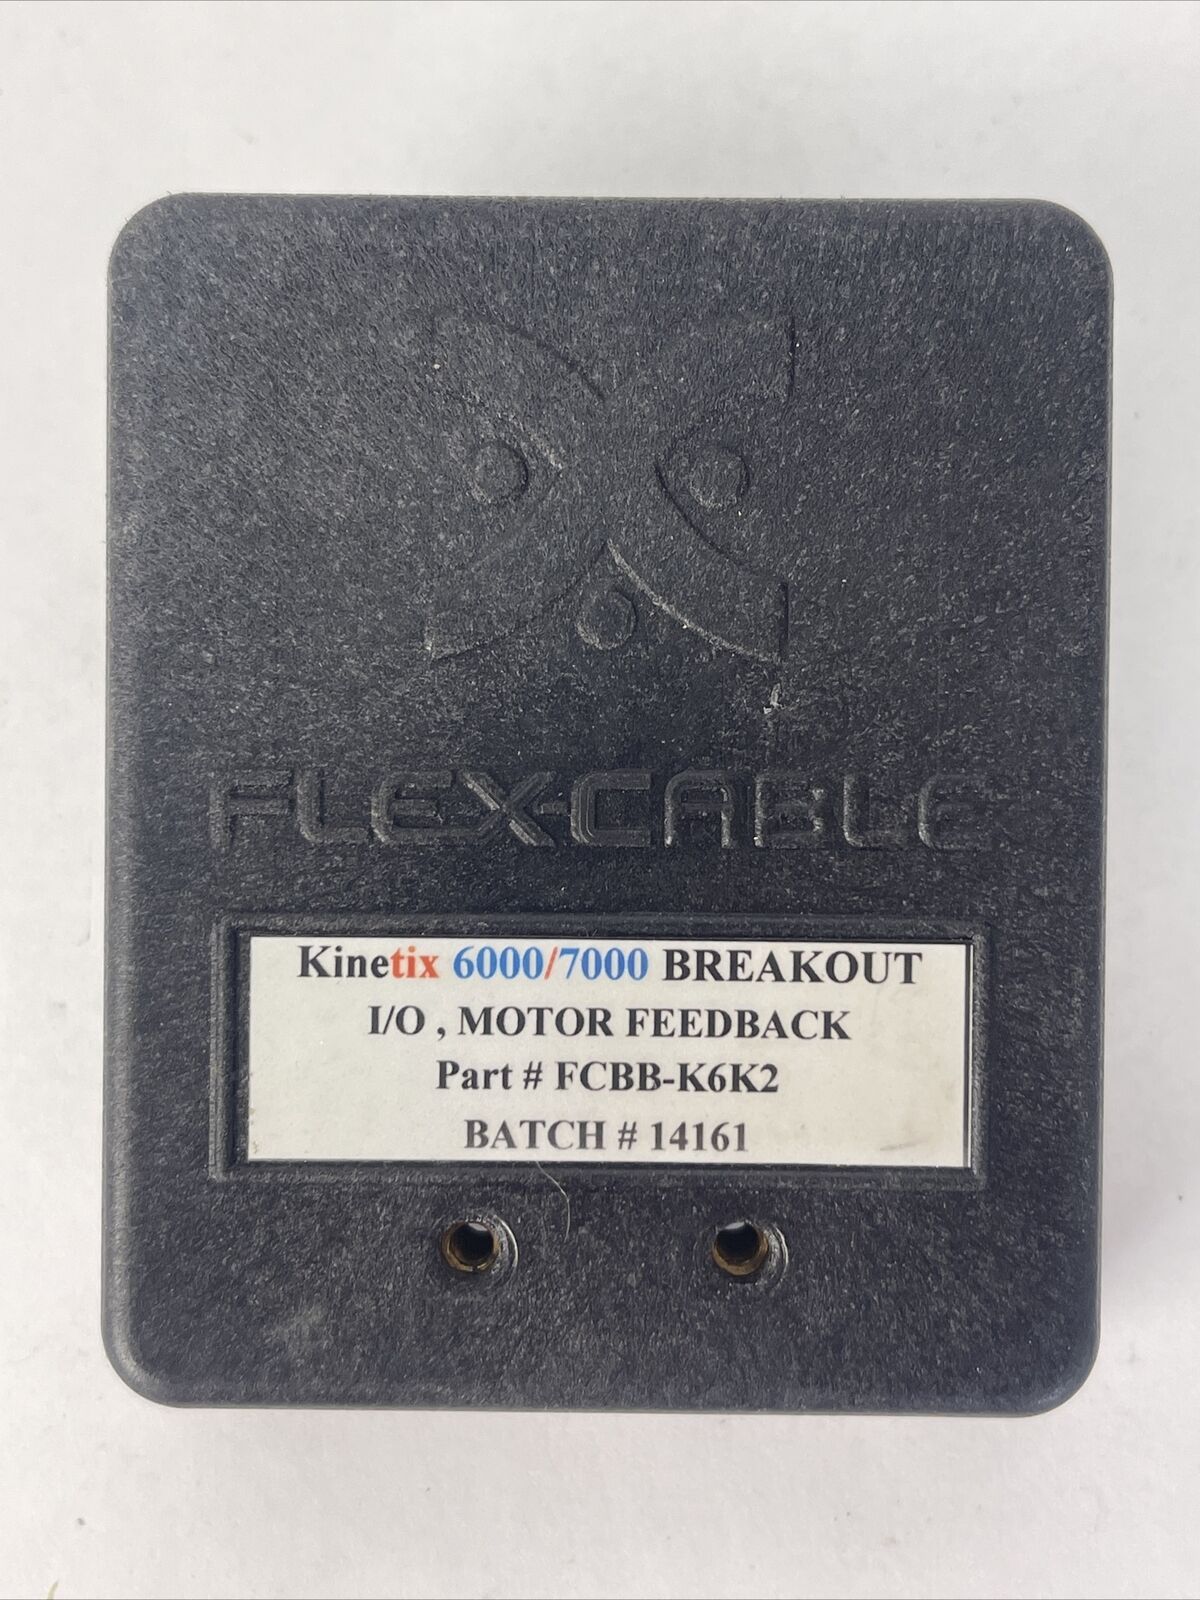 FLEX-CABLE
Kinetix 6000/7000 BREAKOUT
I/O , MOTOR FEEDBACK
Part # FCBB-K6K2
BATCH # 14161